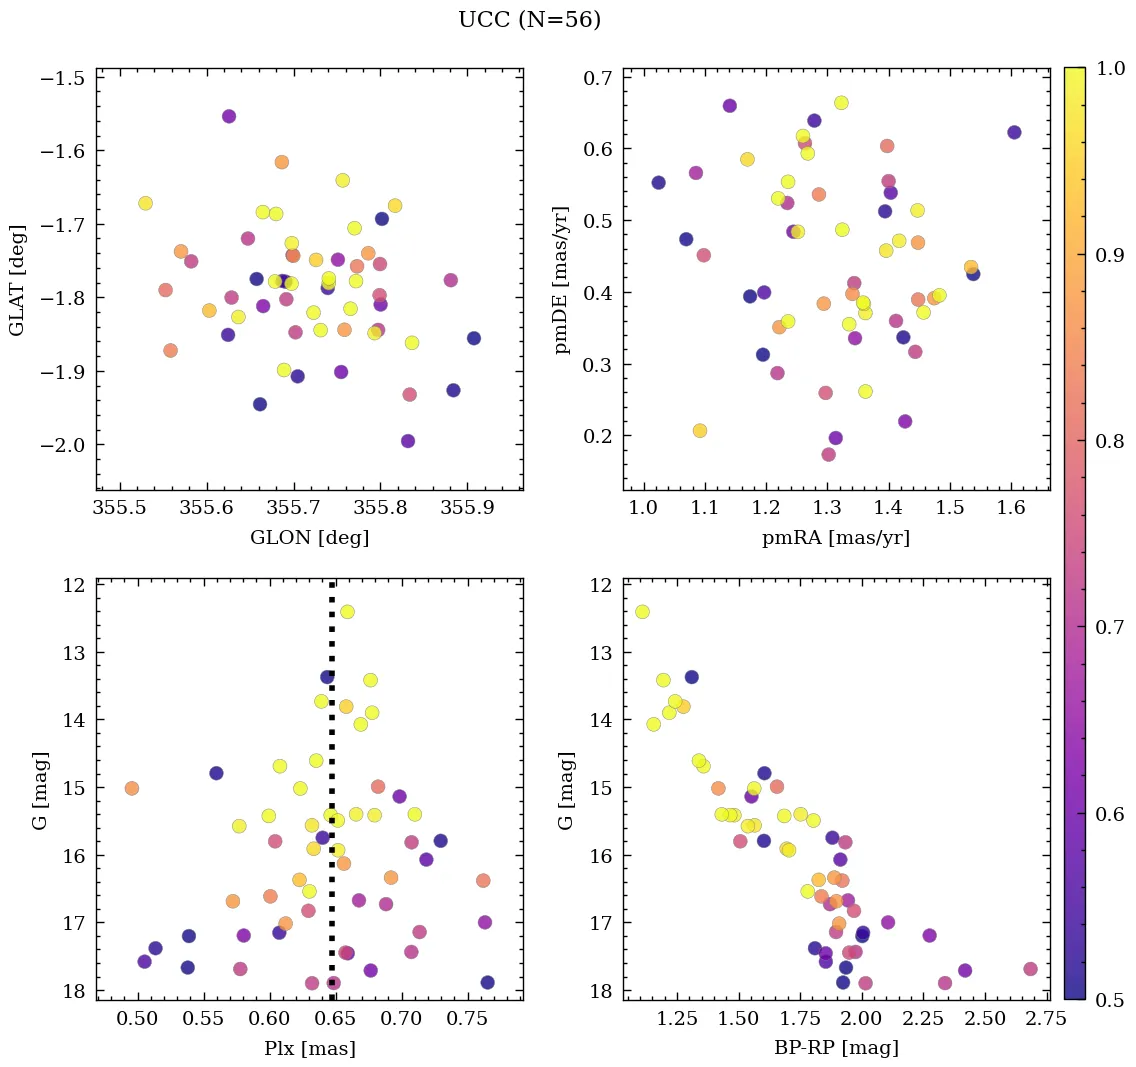 UCC (N=56)
−1.5
−1.6
−1.7
−1.8
−1.9
−2.0
GLAT [deg]
355.5 355.6 355.7 355.8 355.9
GLON [deg]
0.7
0.6
0.5
0.4
0.3
0.2
pmDE [mas/yr]
1.0 1.1 1.2 1.3 1.4 1.5 1.6
pmRA [mas/yr]
1.0
0.9
0.8
0.7
0.6
0.5
12
13
14
15
16
17
18
G [mag]
0.50 0.55 0.60 0.65 0.70 0.75
Plx [mas]
12
13
14
15
16
17
18
G [mag]
1.25 1.50 1.75 2.00 2.25 2.50 2.75
BP-RP [mag]